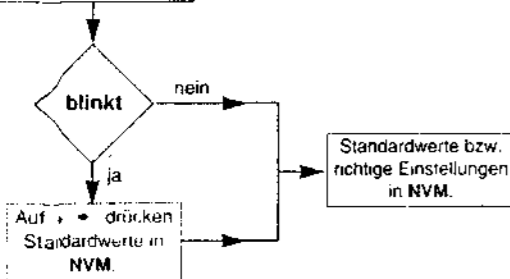 blinkt
nein
ja
Standardwerte bzw.
richtige Einstellungen
in NVM.
Auf drücken
Standardwerte in
NVM.